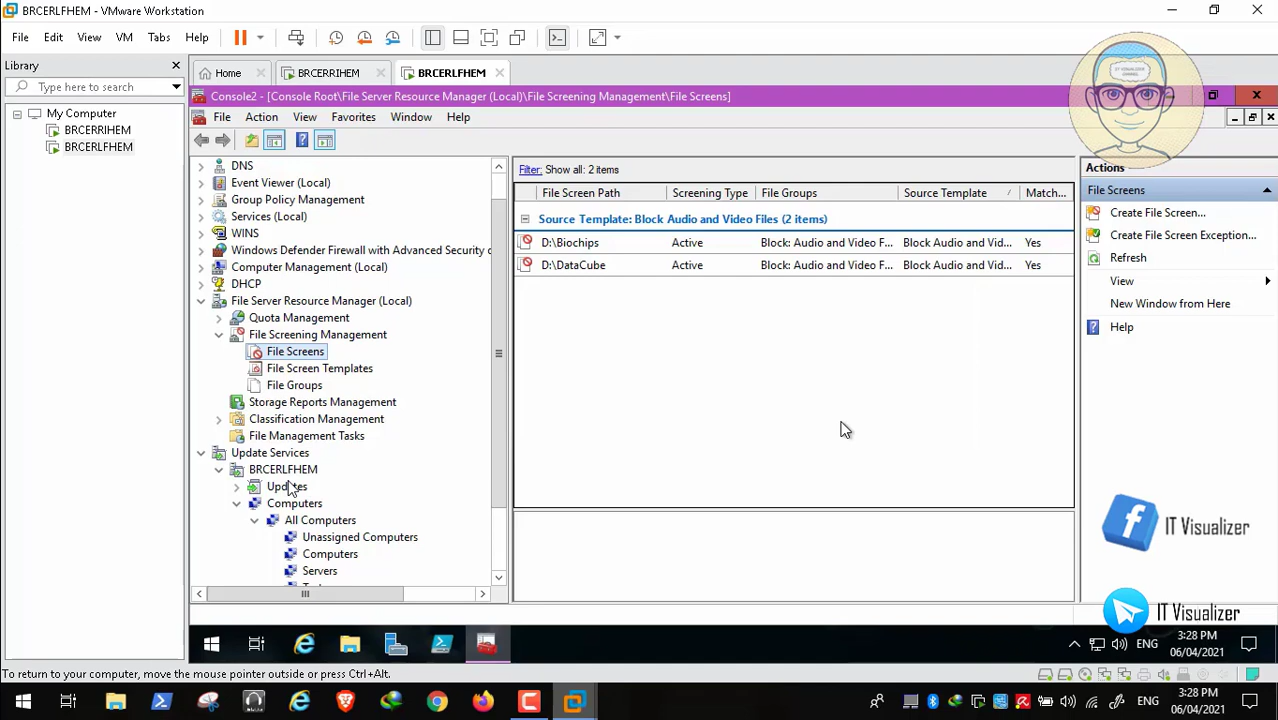 BRCERLFHEM - VMware Workstation
File Edit View VM Tabs Help
Library
Type here to search
My Computer
BRCERRIHEM
BRCERLFHEM
Home
BRCERRIHEM
BRCERLFHEM
Console2 - [Console Root\File Server Resource Manager (Local)\File Screening Management\File Screens]
File Action View Favorites Window Help
DNS
Event Viewer (Local)
Group Policy Management
Services (Local)
WINS
Windows Defender Firewall with Advanced Security
Computer Management (Local)
DHCP
File Server Resource Manager (Local)
Quota Management
File Screening Management
File Screens
File Screen Templates
File Groups
Storage Reports Management
Classification Management
File Management Tasks
Update Services
BRCERLFHEM
Updates
Computers
All Computers
Unassigned Computers
Computers
Servers
Filter: Show all: 2 items
File Screen Path Screening Type File Groups Source Template Match...
Source Template: Block Audio and Video Files (2 items)
D:\Biochips Active Block: Audio and Video F... Block Audio and Vid... Yes
D:\DataCube Active Block: Audio and Video F... Block Audio and Vid... Yes
IT VISUALIZER
CHANNEL
Actions
File Screens
Create File Screen...
Create File Screen Exception...
Refresh
View
New Window from Here
Help
IT Visualizer
IT Visualizer
ENG
3:28 PM
06/04/2021
To return to your computer, move the mouse pointer outside or press Ctrl+Alt.
ENG
3:28 PM
06/04/2021